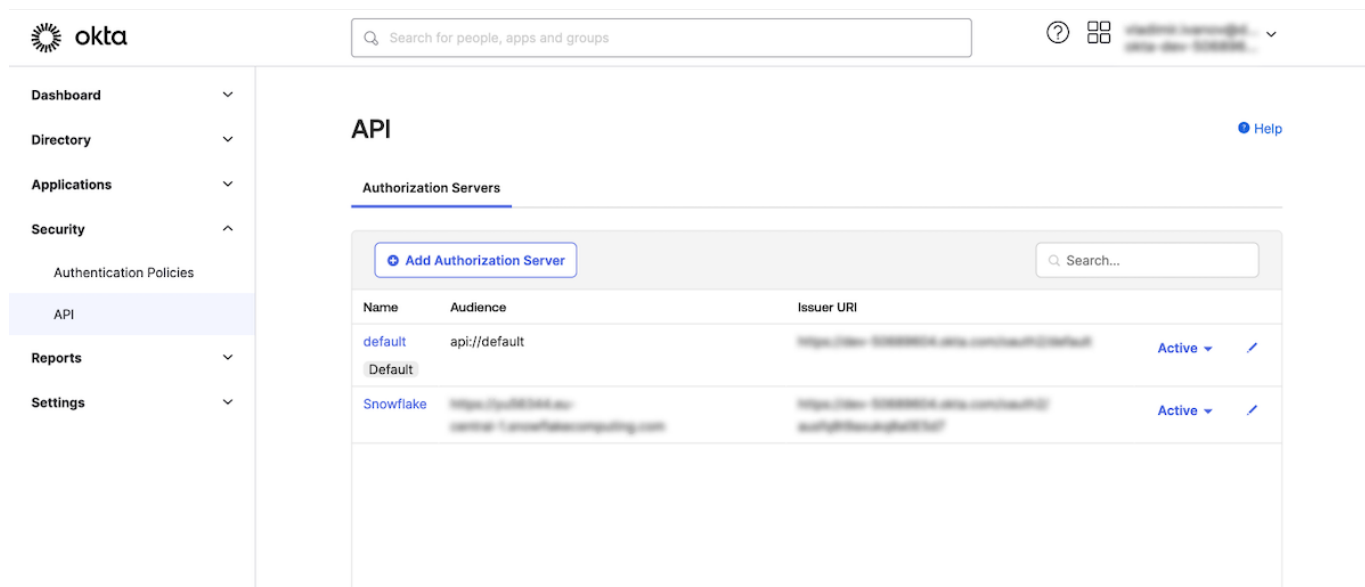 okta
Search for people, apps and groups
Dashboard
Directory
Applications
Security
Authentication Policies
API
Reports
Settings
API
Help
Authorization Servers
Add Authorization Server
Search...
Name Audience Issuer URI
default api://default
Active
Default
Snowflake
Active